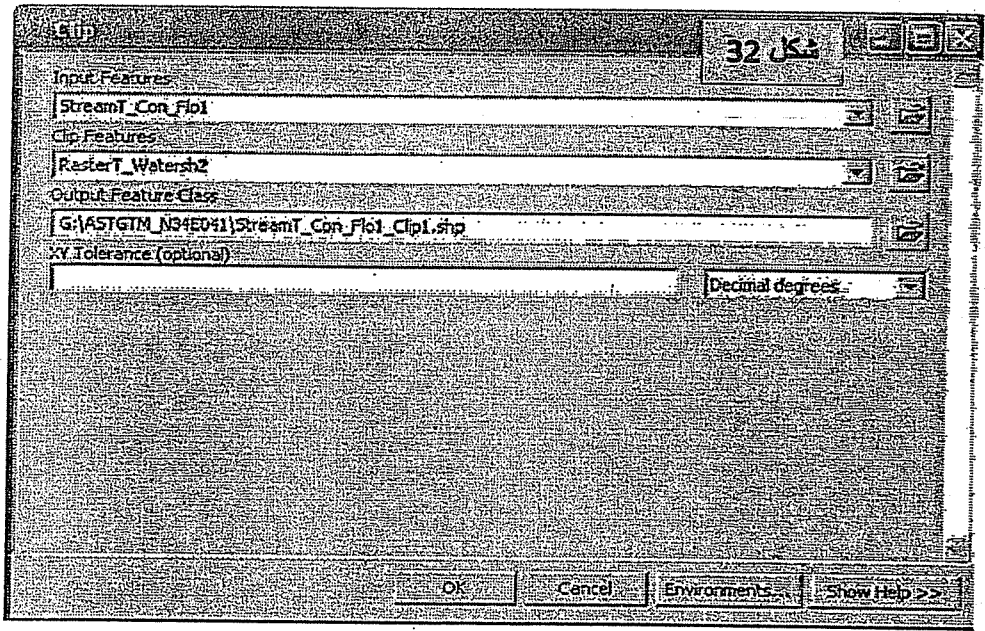 Clip
شكل 32
Input Features
StreamT_Con_Flo1
Clip Features
RasterT_Watersh2
Output Feature Class
G:\ASTGTM_N34E041\StreamT_Con_Flo1_Clip1.shp
XY Tolerance (optional)
Decimal degrees
OK
Cancel
Environments...
Show Help >>